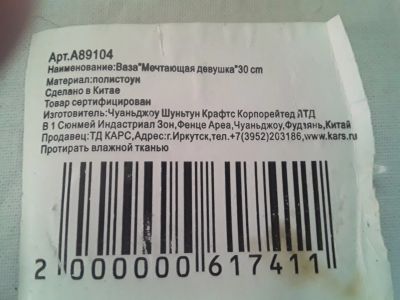 Арт.А89104
Наименование:Ваза"Мечтающая девушка"30 cm
Материал:полистоун
Сделано в Китае
Товар сертифицирован
Изготовитель:Чуаньджоу Шуньтун Крафтс Корпорейтед ЛТД
В 1 Сюнмей Индастриал Зон,Фенце Ареа,Чуаньджоу,Фудзянь,Китай
Продавец:ТД КАРС,Адрес:г.Иркутск,тел.+7(3952)203186,www.kars.ru
Протирать влажной тканью
2 000000 617411